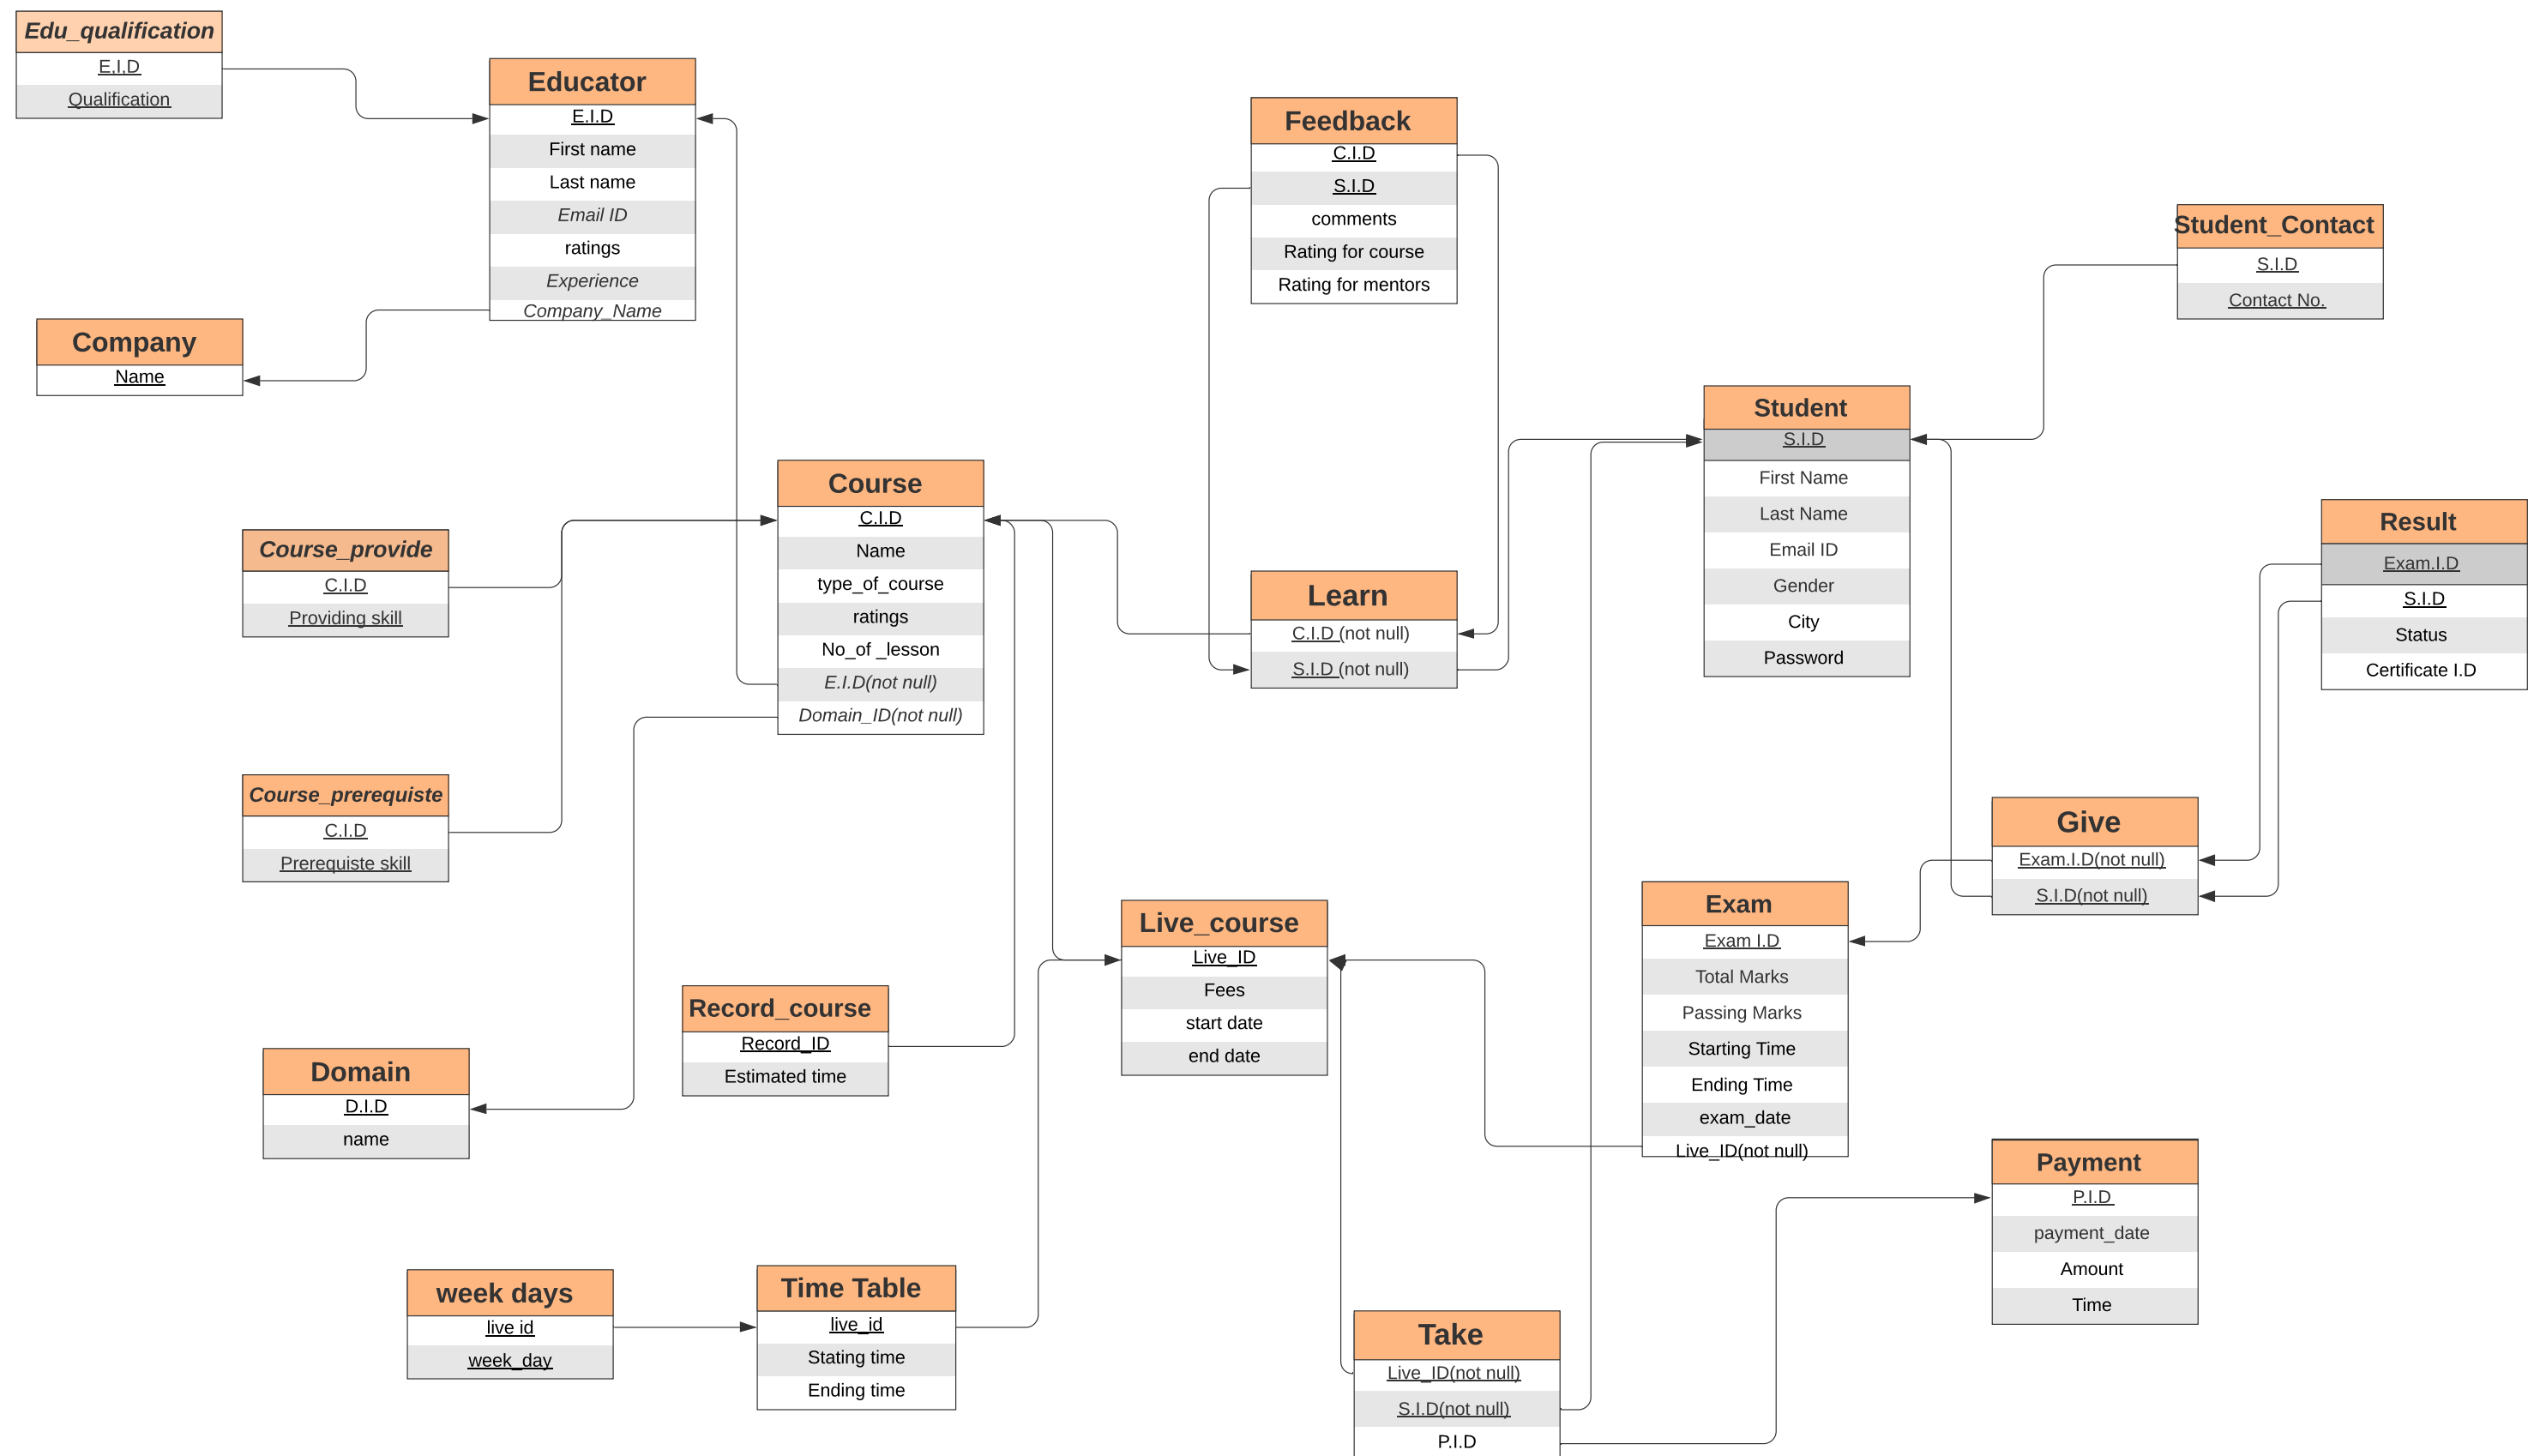 Edu_qualification
E,I,D
Qualification
Educator
E.I.D
First name
Last name
Email ID
ratings
Experience
Company_Name
Company
Name
Feedback
C.I.D
S.I.D
comments
Rating for course
Rating for mentors
Student_Contact
S.I.D
Contact No.
Student
S.I.D
First Name
Last Name
Email ID
Gender
City
Password
Course
C.I.D
Name
type_of_course
ratings
No_of _lesson
E.I.D(not null)
Domain_ID(not null)
Course_provide
C.I.D
Providing skill
Learn
C.I.D (not null)
S.I.D (not null)
Result
Exam.I.D
S.I.D
Status
Certificate I.D
Course_prerequiste
C.I.D
Prerequiste skill
Give
Exam.I.D(not null)
S.I.D(not null)
Exam
Exam I.D
Total Marks
Passing Marks
Starting Time
Ending Time
exam_date
Live_ID(not null)
Live_course
Live_ID
Fees
start date
end date
Record_course
Record_ID
Estimated time
Domain
D.I.D
name
Payment
P.I.D
payment_date
Amount
Time
week days
live id
week_day
Time Table
live_id
Stating time
Ending time
Take
Live_ID(not null)
S.I.D(not null)
P.I.D